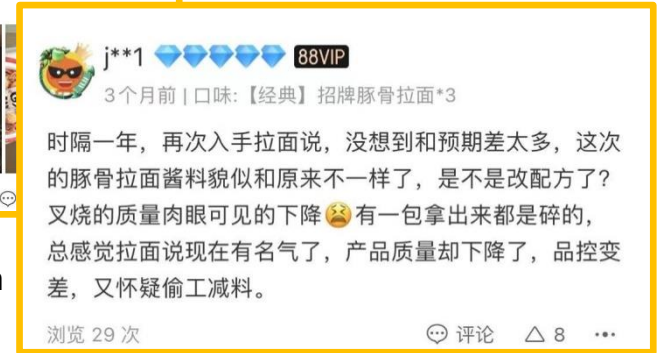 j**1 88VIP
3个月前 | 口味:【经典】招牌豚骨拉面*3
时隔一年，再次入手拉面说，没想到和预期差太多，这次
的豚骨拉面酱料貌似和原来不一样了，是不是改配方了？
叉烧的质量肉眼可见的下降😫有一包拿出来都是碎的，
总感觉拉面说现在有名气了，产品质量却下降了，品控变
差，又怀疑偷工减料。
浏览 29 次 评论 8